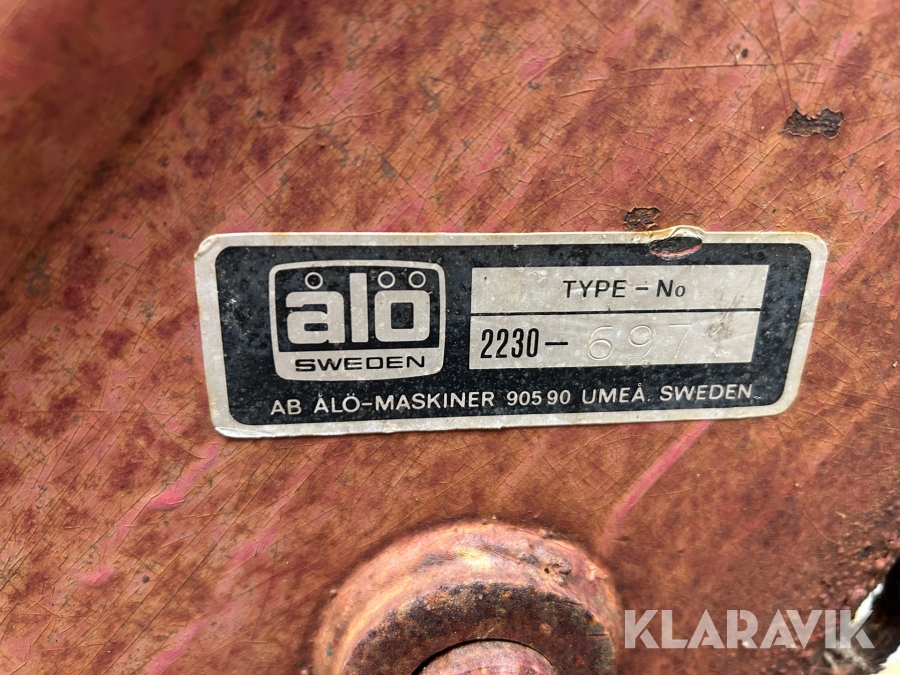 ålö
SWEDEN
TYPE - No
2230- 697
AB ÅLÖ-MASKINER 905 90 UMEÅ. SWEDEN
KLARAVIK